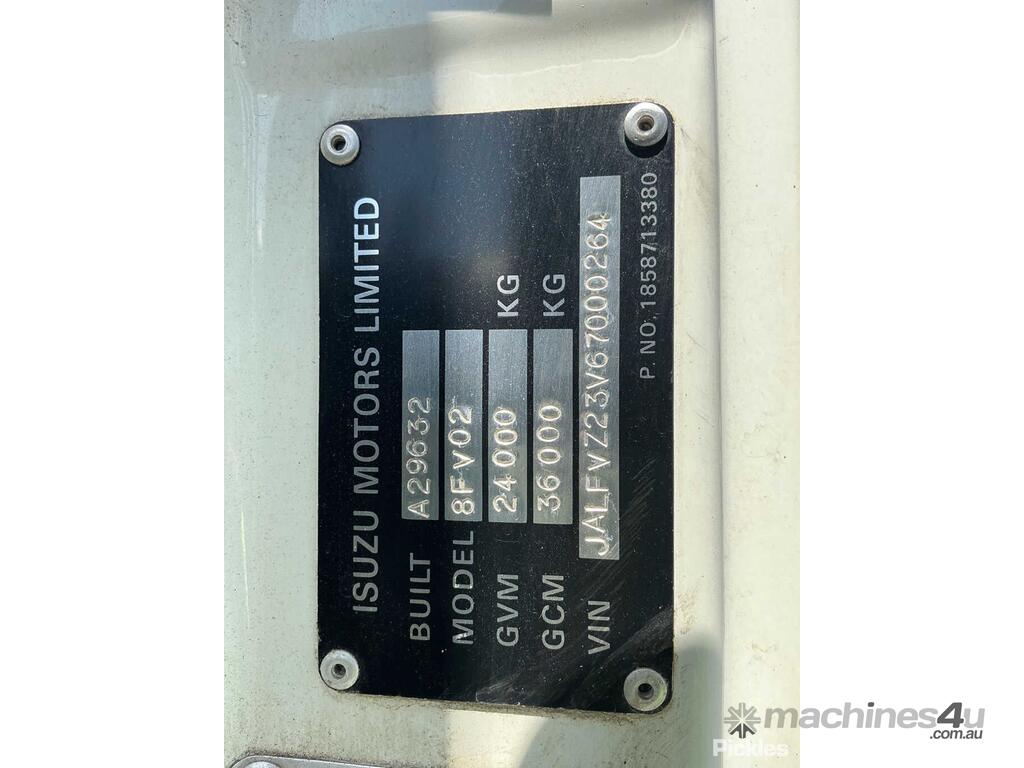 ISUZU MOTORS LIMITED
BUILT A29632
MODEL 8FV02
GVM 24000 KG
GCM 36000 KG
VIN JALFVZ23V67000264
P. NO. 1858713380
machines4u
.com.au
Pickles